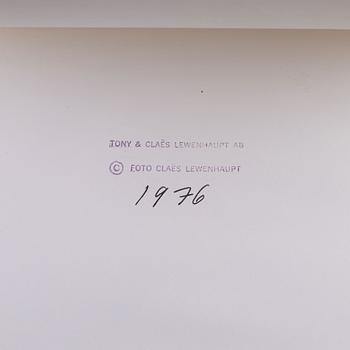 TONY & CLAËS LEWENHAUPT AB
© FOTO CLAËS LEWENHAUPT
1976